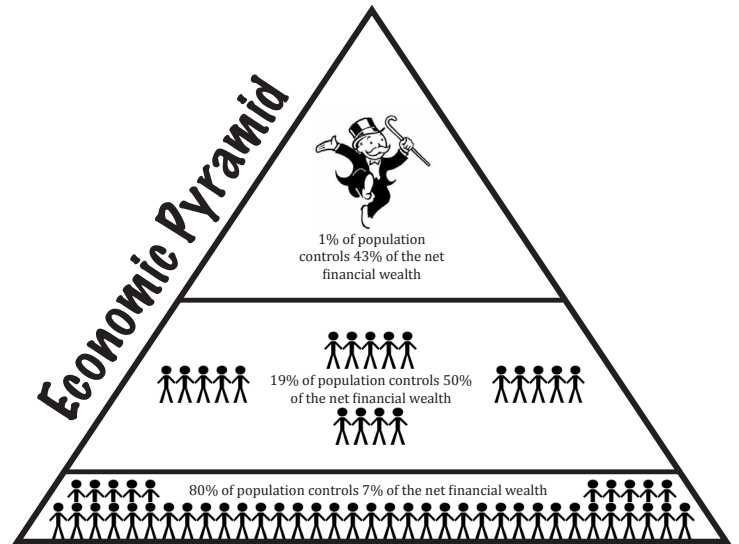 Economic Pyramid
1% of population
controls 43% of the net
financial wealth
19% of population controls 50%
of the net financial wealth
80% of population controls 7% of the net financial wealth